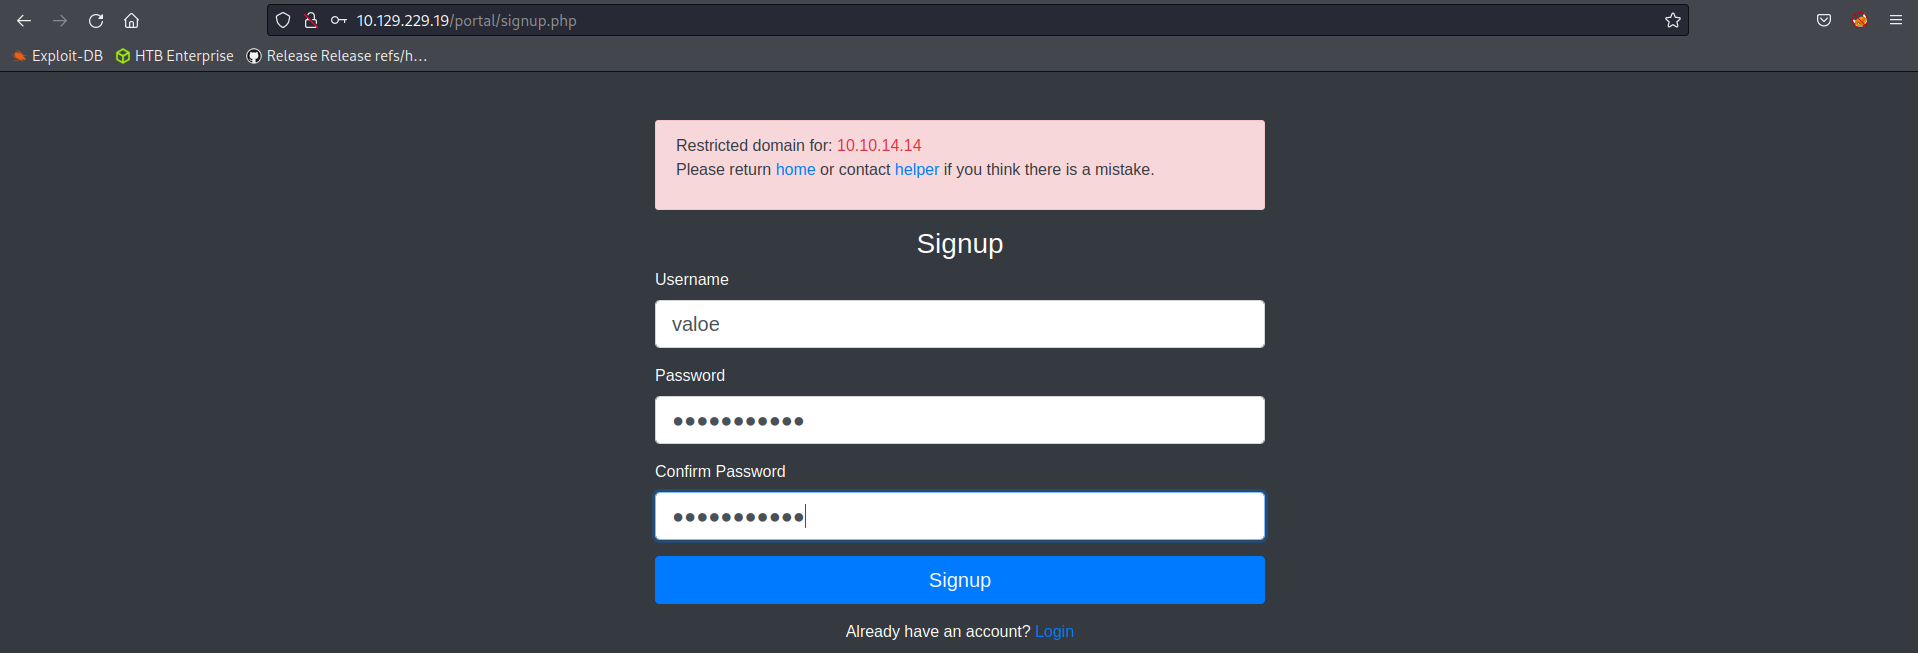 10.129.229.19/portal/signup.php
Exploit-DB HTB Enterprise Release Release refs/h...
Restricted domain for: 10.10.14.14
Please return home or contact helper if you think there is a mistake.
Signup
Username
valoe
Password
●●●●●●●●●●●
Confirm Password
●●●●●●●●●●●
Signup
Already have an account? Login